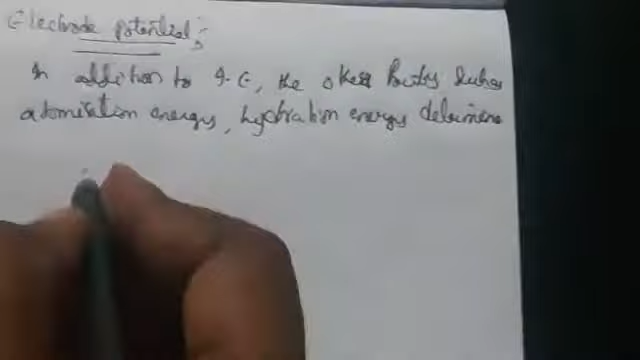 Electrode potential :
In addition to I.E, the other factors such as
atomisation energy, hydration energy determine